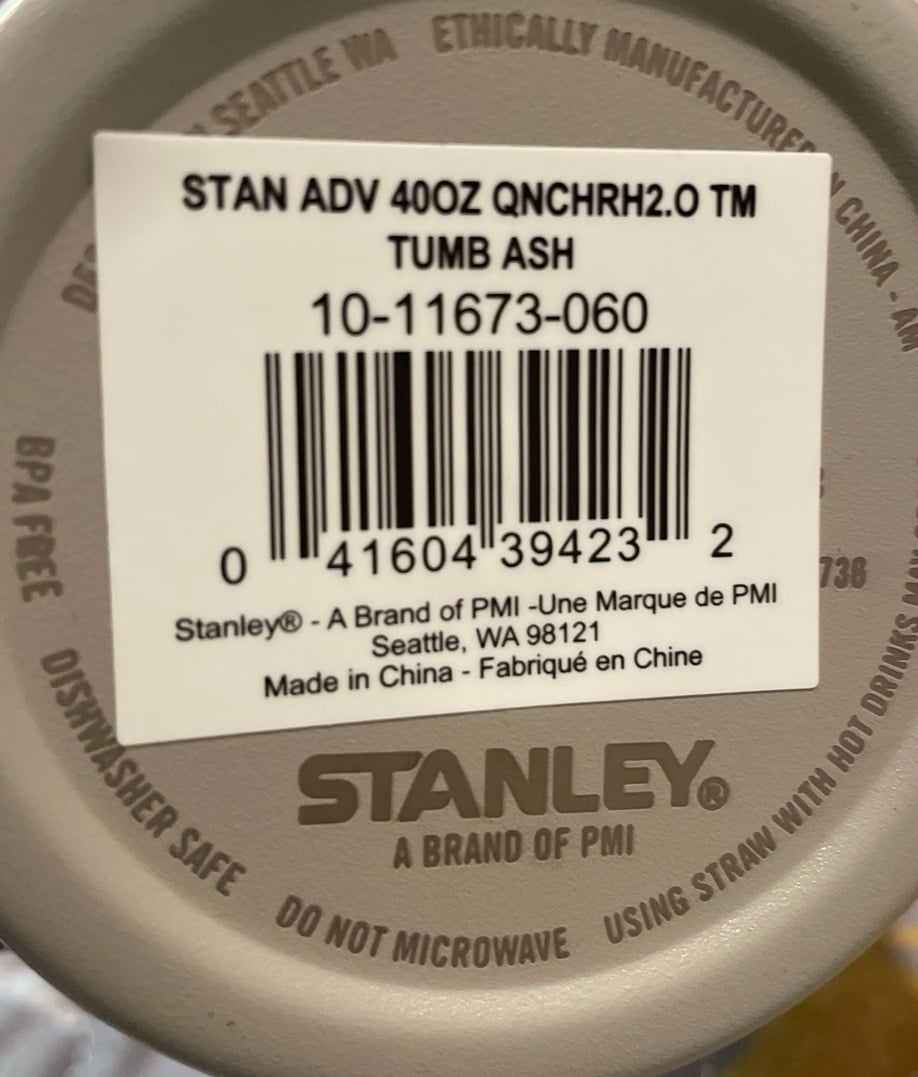 SEATTLE WA
ETHICALLY MANUFACTURED
CHINA -
STAN ADV 40OZ QNCHRH2.O TM
TUMB ASH
10-11673-060
0 41604 39423 2
Stanley® - A Brand of PMI -Une Marque de PMI
Seattle, WA 98121
Made in China - Fabriqué en Chine
736
STANLEY®
A BRAND OF PMI
BPA FREE
DISHWASHER SAFE
DO NOT MICROWAVE
USING STRAW WITH HOT DRINKS